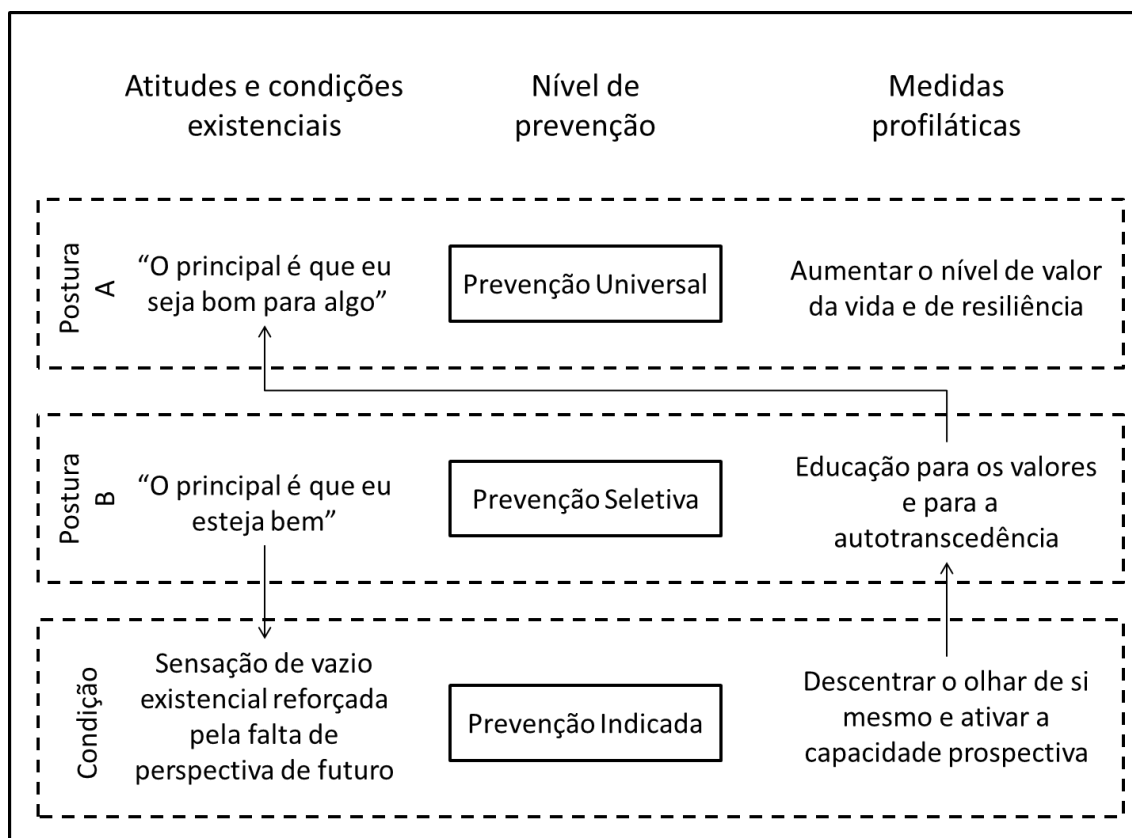 Atitudes e condições
existenciais
Nível de
prevenção
Medidas
profiláticas
Postura
A
“O principal é que eu
seja bom para algo”
Prevenção Universal
Aumentar o nível de valor
da vida e de resiliência
Postura
B
“O principal é que eu
esteja bem”
Prevenção Seletiva
Educação para os valores
e para a
autotranscedência
Condição
Sensação de vazio
existencial reforçada
pela falta de
perspectiva de futuro
Prevenção Indicada
Descentrar o olhar de si
mesmo e ativar a
capacidade prospectiva